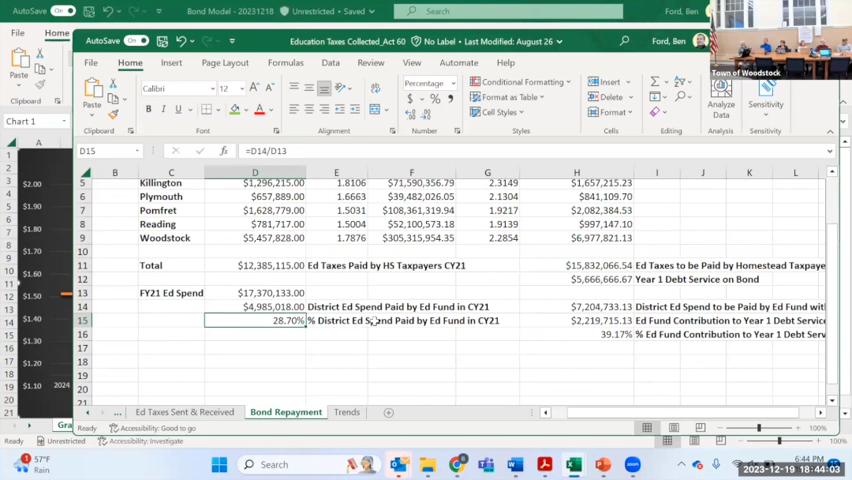 AutoSave On Bond Model - 20231218 Unrestricted • Saved Search Ford, Ben
File Home
AutoSave On Education Taxes Collected_Act 60 No Label • Last Modified: August 26 Ford, Ben
Town of Woodstock
File Home Insert Page Layout Formulas Data Review View Automate Help
Paste Calibri 12 A A Percentage Conditional Formatting Insert
B I U $ % 9 Format as Table Delete Analyze Data Sensitivity
Cell Styles Format
Clipboard Font Alignment Number Styles Cells Editing Analysis Sensitivity
D15 =D14/D13
Chart 1
A B C D E F G H I J K L
5 Killington $1,296,215.00 1.8106 $71,590,356.79 2.3149 $1,657,215.23
6 Plymouth $657,889.00 1.6663 $39,482,026.05 2.1304 $841,109.70
7 Pomfret $1,628,779.00 1.5031 $108,361,319.94 1.9217 $2,082,384.53
8 Reading $781,717.00 1.5004 $52,100,573.18 1.9139 $997,147.10
9 Woodstock $5,457,828.00 1.7876 $305,315,954.35 2.2854 $6,977,821.13
10
11 Total $12,385,115.00 Ed Taxes Paid by HS Taxpayers CY21 $15,832,066.54 Ed Taxes to be Paid by Homestead Taxpaye
12 $5,666,666.67 Year 1 Debt Service on Bond
13 FY21 Ed Spend $17,370,133.00
14 $4,985,018.00 District Ed Spend Paid by Ed Fund in CY21 $7,204,733.13 District Ed Spend to be Paid by Ed Fund with
15 28.70% % District Ed Spend Paid by Ed Fund in CY21 $2,219,715.13 Ed Fund Contribution to Year 1 Debt Service
16 39.17% % Ed Fund Contribution to Year 1 Debt Serv
17
18
19
20
21
$2.00
$1.90
$1.80
$1.70
$1.60
$1.50
$1.40
$1.30
$1.20
$1.10
2024
... Ed Taxes Sent & Received Bond Repayment Trends
Ready Accessibility: Good to go 100%
Unrestricted Accessibility: Investigate 100%
57°F
Rain
Search
6:44 PM
2023-12-19 18:44:03